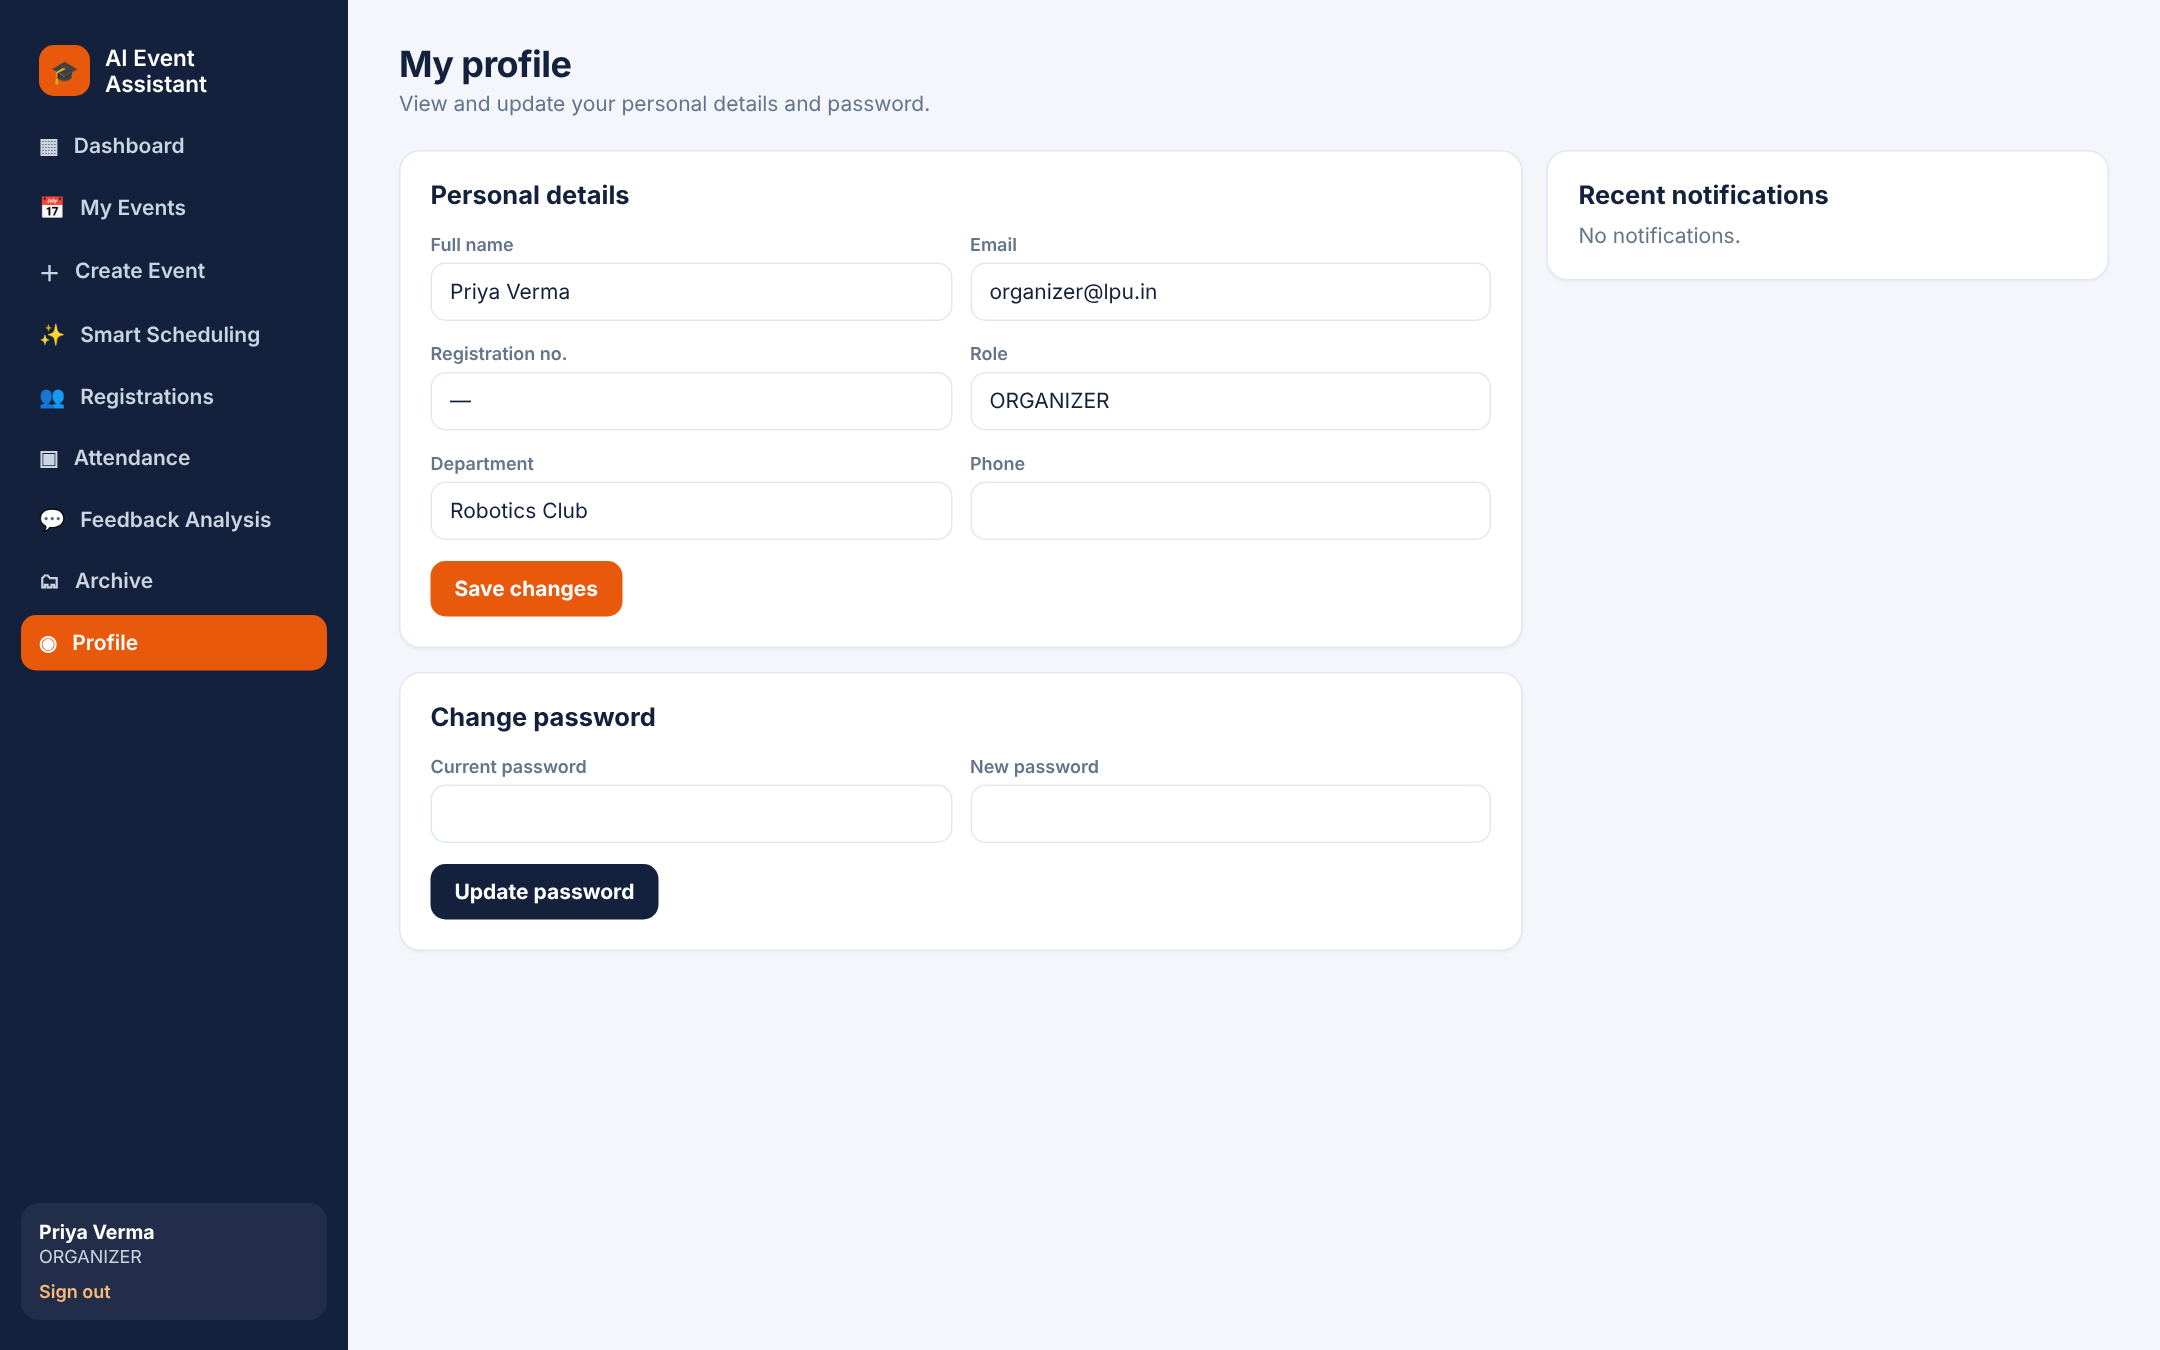 AI Event
Assistant
Dashboard
My Events
Create Event
Smart Scheduling
Registrations
Attendance
Feedback Analysis
Archive
Profile
Priya Verma
ORGANIZER
Sign out
My profile
View and update your personal details and password.
Personal details
Full name
Priya Verma
Email
organizer@lpu.in
Registration no.
—
Role
ORGANIZER
Department
Robotics Club
Phone
Save changes
Change password
Current password
New password
Update password
Recent notifications
No notifications.